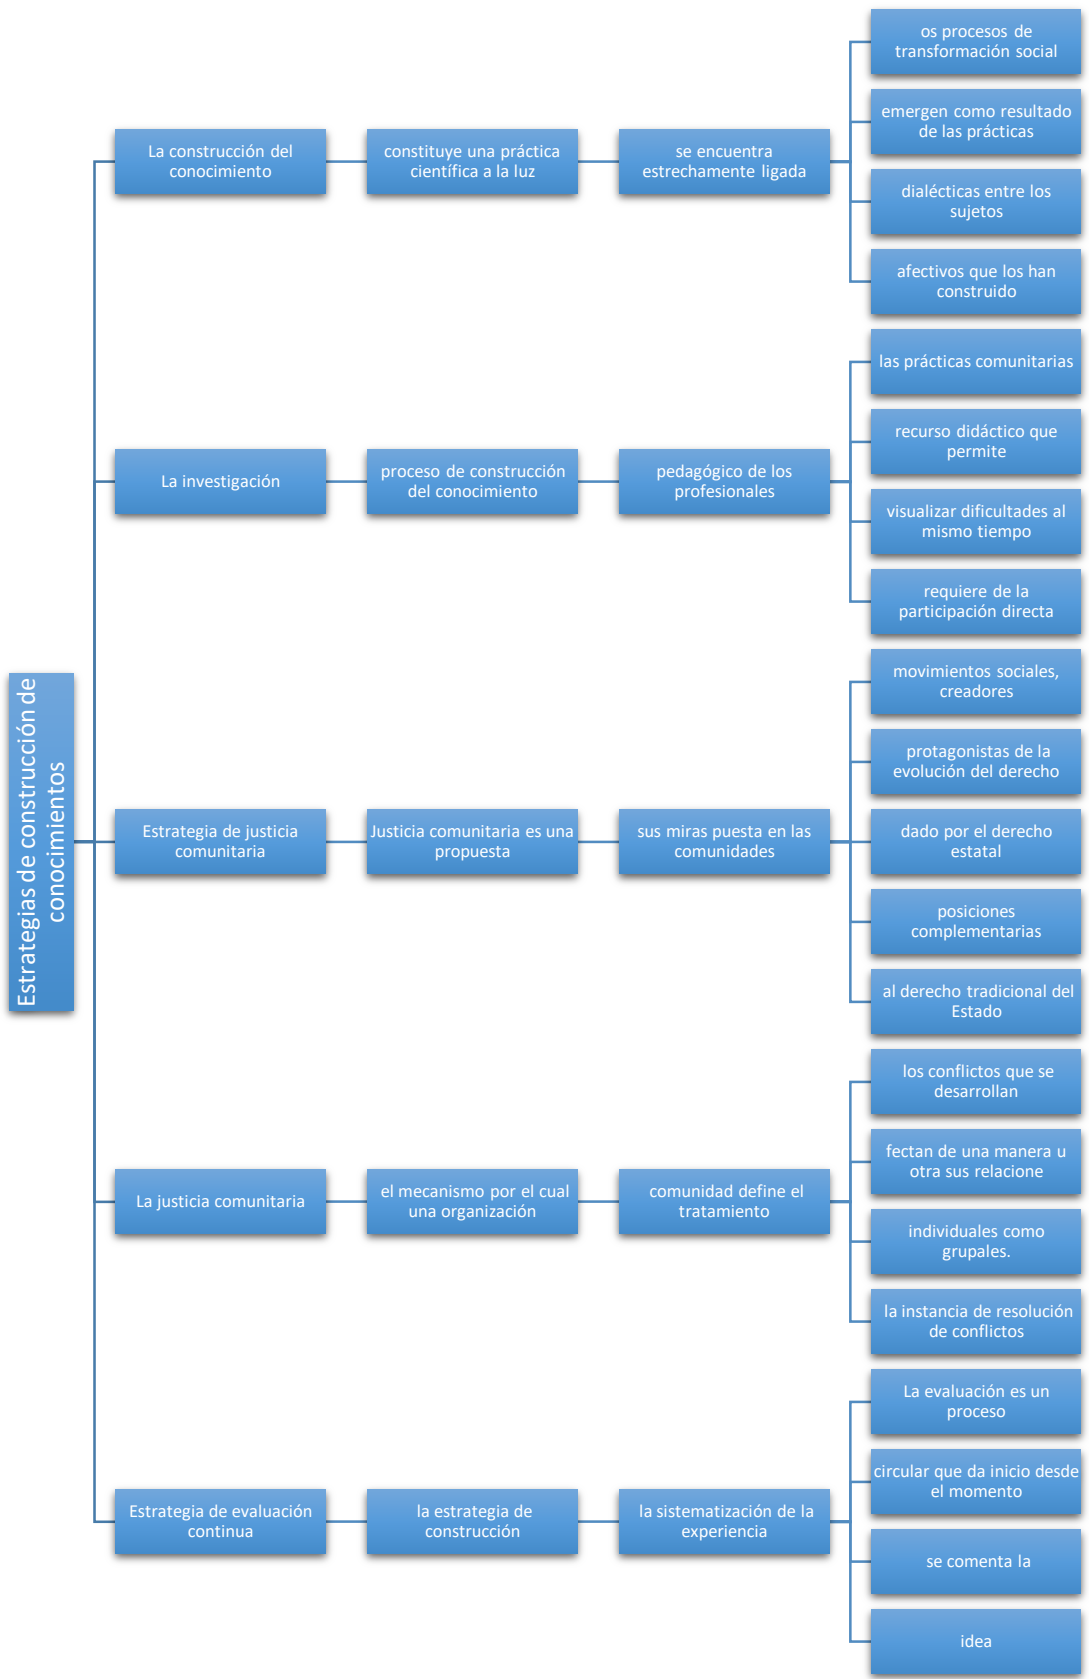 Estrategias de construcción de
conocimientos
La construcción del
conocimiento
constituye una práctica
científica a la luz
se encuentra
estrechamente ligada
os procesos de
transformación social
emergen como resultado
de las prácticas
dialécticas entre los
sujetos
afectivos que los han
construido
La investigación
proceso de construcción
del conocimiento
pedagógico de los
profesionales
las prácticas comunitarias
recurso didáctico que
permite
visualizar dificultades al
mismo tiempo
requiere de la
participación directa
Estrategia de justicia
comunitaria
Justicia comunitaria es una
propuesta
sus miras puesta en las
comunidades
movimientos sociales,
creadores
protagonistas de la
evolución del derecho
dado por el derecho
estatal
posiciones
complementarias
al derecho tradicional del
Estado
La justicia comunitaria
el mecanismo por el cual
una organización
comunidad define el
tratamiento
los conflictos que se
desarrollan
fectan de una manera u
otra sus relacione
individuales como
grupales.
la instancia de resolución
de conflictos
Estrategia de evaluación
continua
la estrategia de
construcción
la sistematización de la
experiencia
La evaluación es un
proceso
circular que da inicio desde
el momento
se comenta la
idea